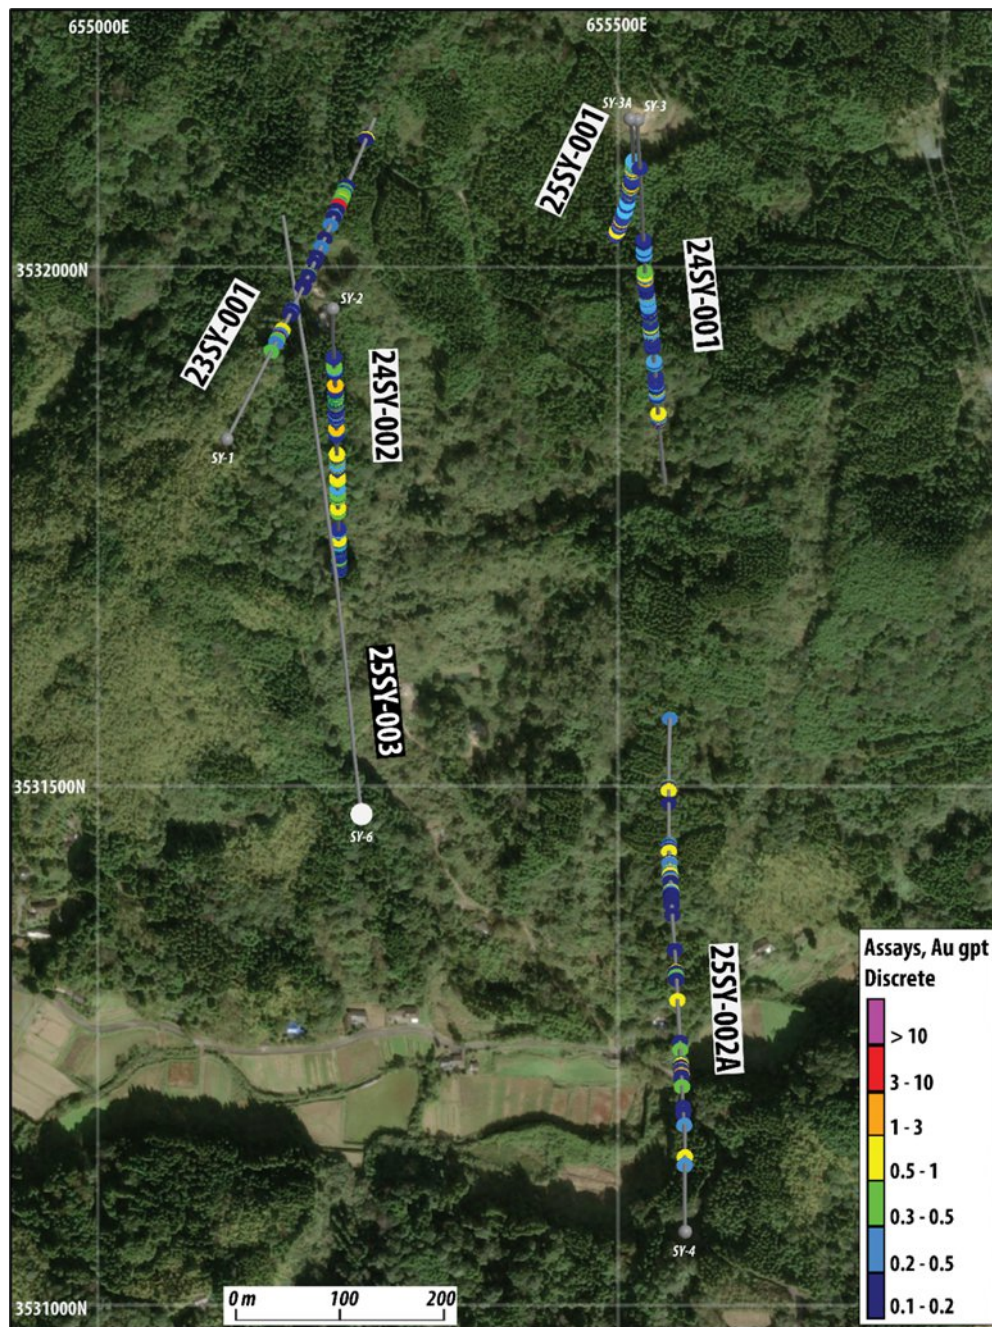 655000E
655500E
SY-3A
SY-3
25SY-001
3532000N
24SY-001
SY-2
23SY-001
24SY-002
SY-1
25SY-003
3531500N
SY-6
25SY-002A
Assays, Au gpt
Discrete
> 10
3 - 10
1 - 3
0.5 - 1
0.3 - 0.5
0.2 - 0.5
0.1 - 0.2
SY-4
3531000N
0 m 100 200